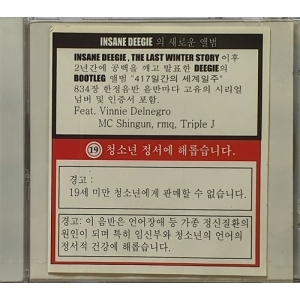 INSANE DEEGIE 의 새로운 앨범
INSANE DEEGIE, THE LAST WINTER STORY 이후
2년간에 공백을 깨고 발표한 DEEGIE의
BOOTLEG 앨범 "417일간의 세계일주"
834장 한정음반 음반마다 고유의 시리얼
넘버 및 인증서 포함.
Feat. Vinnie Delnegro
MC Shingun, rmq, Triple J
19 청소년 정서에 해롭습니다.
경고 :
19세 미만 청소년에게 판매할 수 없습니다.
경고: 이 음반은 언어장애 등 가종 정신질환의
원인이 되며 특히 임신부와 청소년의 언어의
정서적 건강에 해롭습니다.